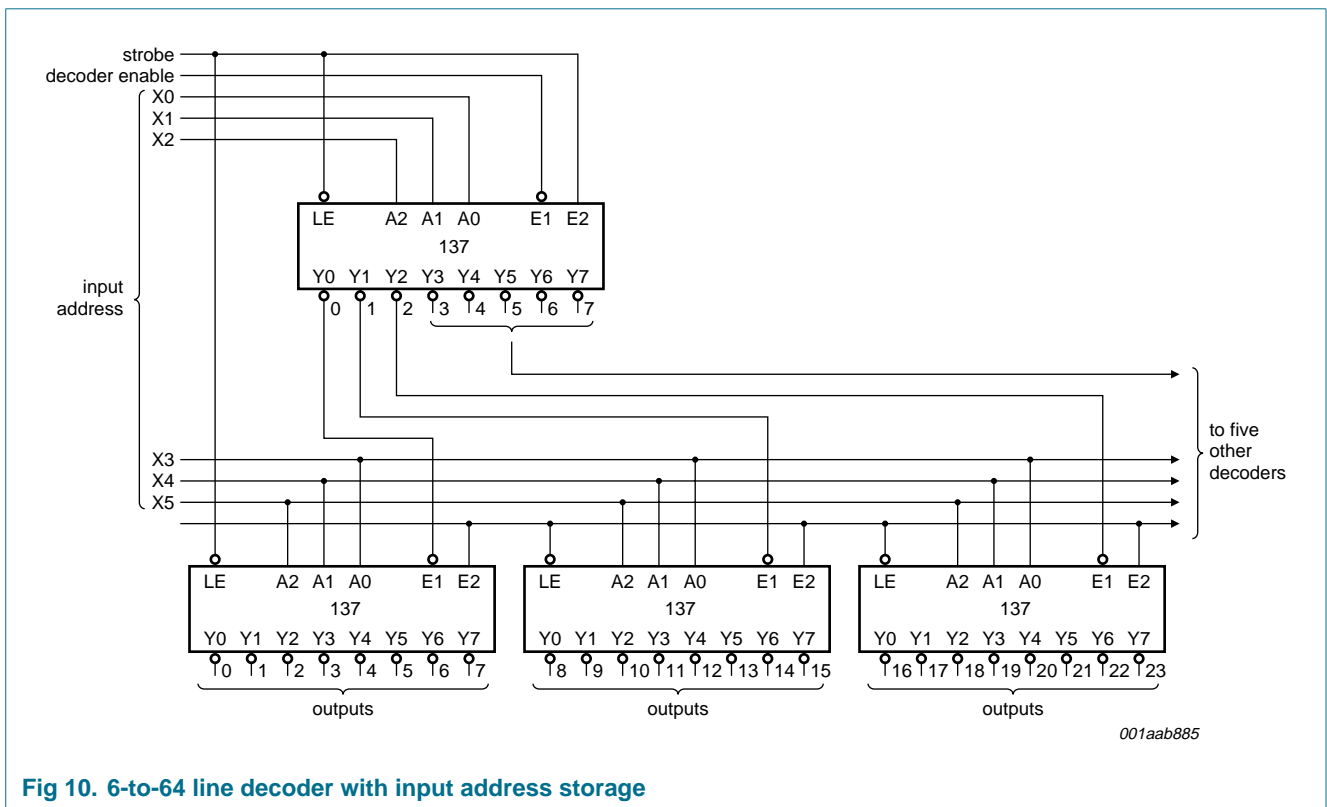 strobe
decoder enable
X0
X1
X2
LE A2 A1 A0 E1 E2
137
Y0 Y1 Y2 Y3 Y4 Y5 Y6 Y7
0 1 2 3 4 5 6 7
input
address
to five
other
decoders
X3
X4
X5
LE A2 A1 A0 E1 E2
137
Y0 Y1 Y2 Y3 Y4 Y5 Y6 Y7
0 1 2 3 4 5 6 7
outputs
LE A2 A1 A0 E1 E2
137
Y0 Y1 Y2 Y3 Y4 Y5 Y6 Y7
8 9 10 11 12 13 14 15
outputs
LE A2 A1 A0 E1 E2
137
Y0 Y1 Y2 Y3 Y4 Y5 Y6 Y7
16 17 18 19 20 21 22 23
outputs
001aab885
Fig 10. 6-to-64 line decoder with input address storage